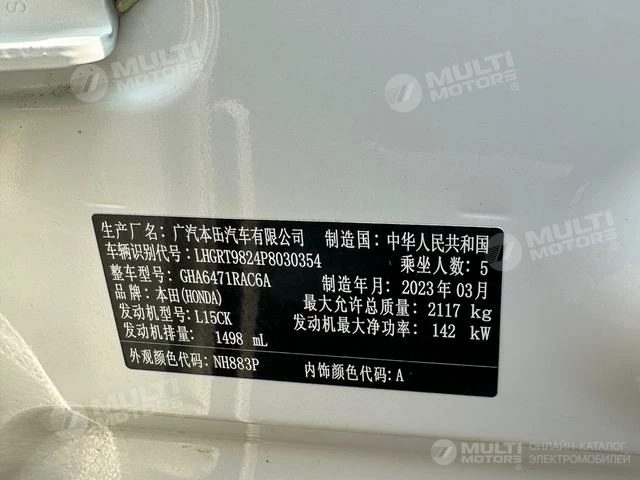 MULTI
MOTORS®
MULTI
MOTORS®
生产厂名：广汽本田汽车有限公司 制造国：中华人民共和国
车辆识别代号：LHGRT9824P8030354 乘坐人数：5
整车型号：GHA6471RAC6A 制造年月：2023年03月
品牌：本田(HONDA) 最大允许总质量：2117 kg
发动机型号：L15CK 发动机最大净功率：142 kW
发动机排量：1498 mL
外观颜色代码：NH883P 内饰颜色代码：A
MULTI
MOTORS®
MULTI
MOTORS®
MULTI
MOTORS
ОНЛАЙН-КАТАЛОГ
ЭЛЕКТРОМОБИЛЕЙ